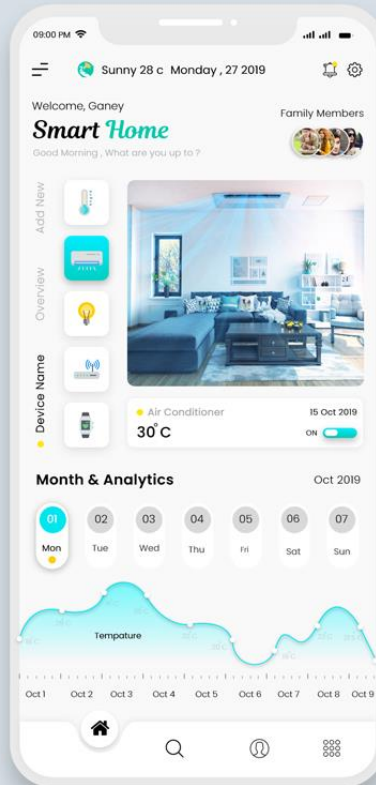 09:00 PM
Sunny 28 c Monday , 27 2019
Welcome, Ganey
Smart Home
Good Morning , What are you up to ?
Family Members
Add New
Overview
Device Name
Air Conditioner
15 Oct 2019
30°C
ON
Month & Analytics
Oct 2019
01 02 03 04 05 06 07
Mon Tue Wed Thu Fri Sat Sun
Tempature
Oct 1 Oct 2 Oct 3 Oct 4 Oct 5 Oct 6 Oct 7 Oct 8 Oct 9